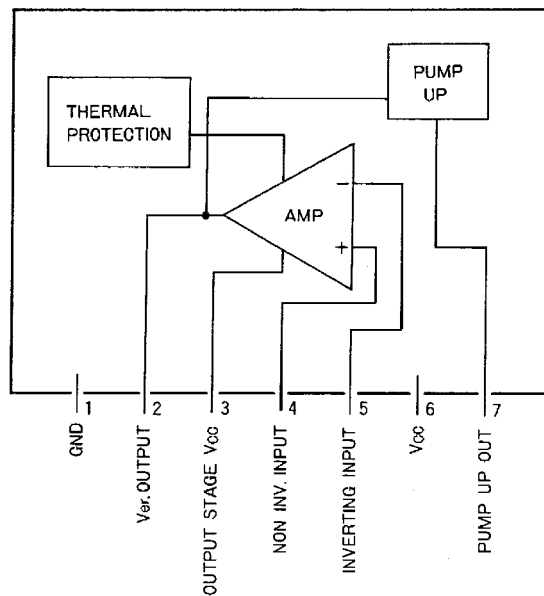 PUMP
UP
THERMAL
PROTECTION
AMP
−
+
1
2
3
4
5
6
7
GND
Ver. OUTPUT
OUTPUT STAGE Vcc
NON INV. INPUT
INVERTING INPUT
Vcc
PUMP UP OUT